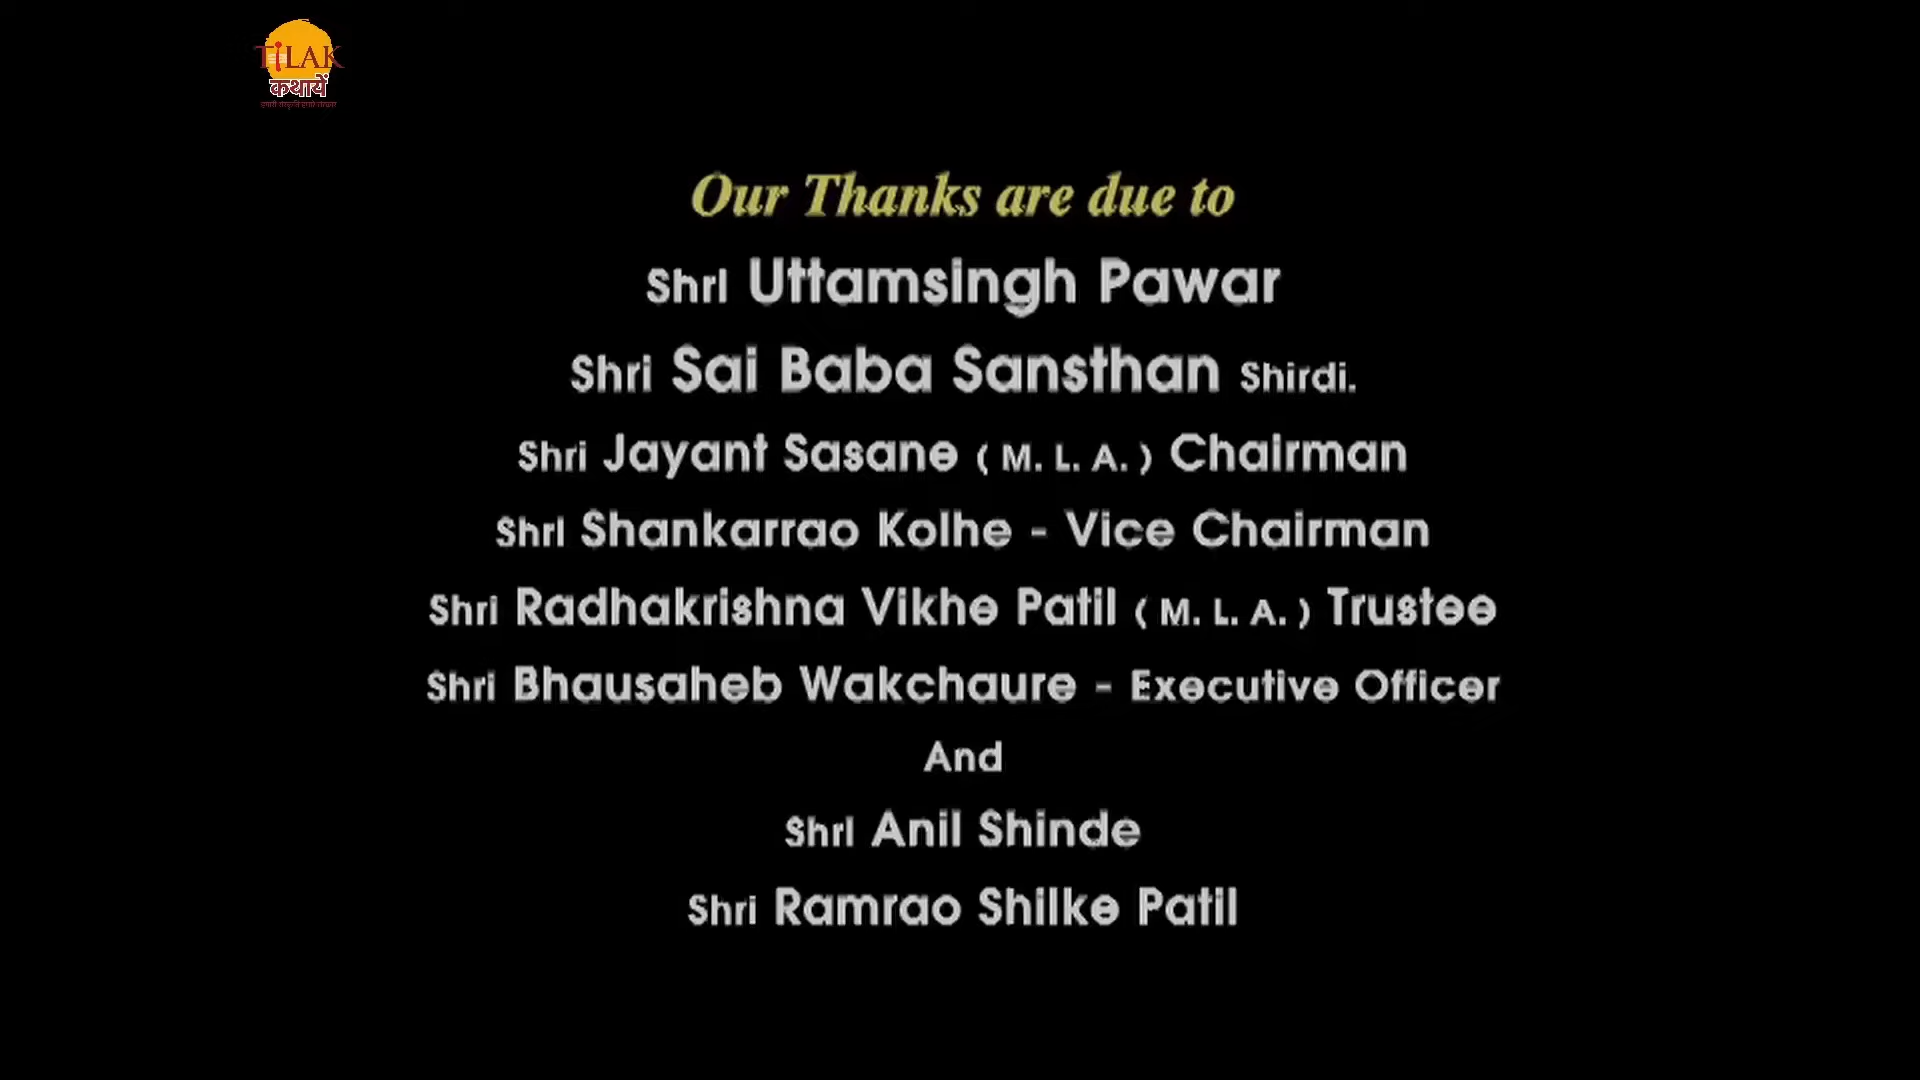 TiLAK
कथायें
Our Thanks are due to
Shri Uttamsingh Pawar
Shri Sai Baba Sansthan Shirdi.
Shri Jayant Sasane ( M. L. A. ) Chairman
Shri Shankarrao Kolhe - Vice Chairman
Shri Radhakrishna Vikhe Patil ( M. L. A. ) Trustee
Shri Bhausaheb Wakchaure - Executive Officer
And
Shri Anil Shinde
Shri Ramrao Shilke Patil